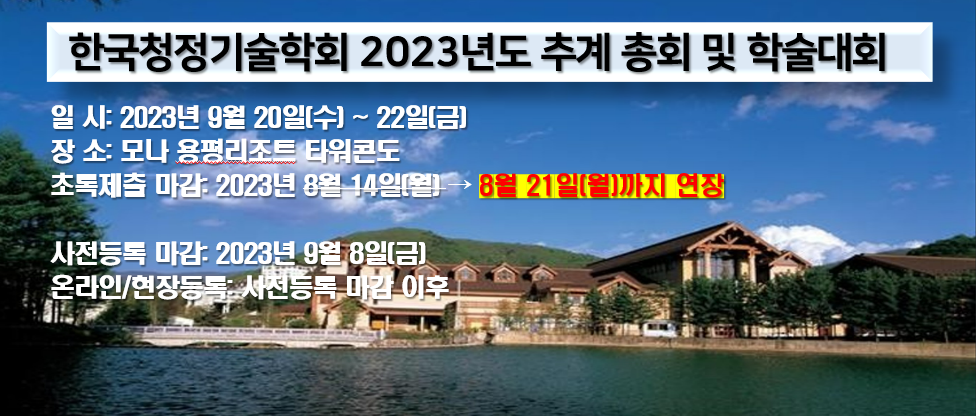 한국청정기술학회 2023년도 추계 총회 및 학술대회
일 시: 2023년 9월 20일(수) ~ 22일(금)
장 소: 모나 용평리조트 타워콘도
초록제출 마감: 2023년 8월 14일(월) → 8월 21일(월)까지 연장
사전등록 마감: 2023년 9월 8일(금)
온라인/현장등록: 사전등록 마감 이후